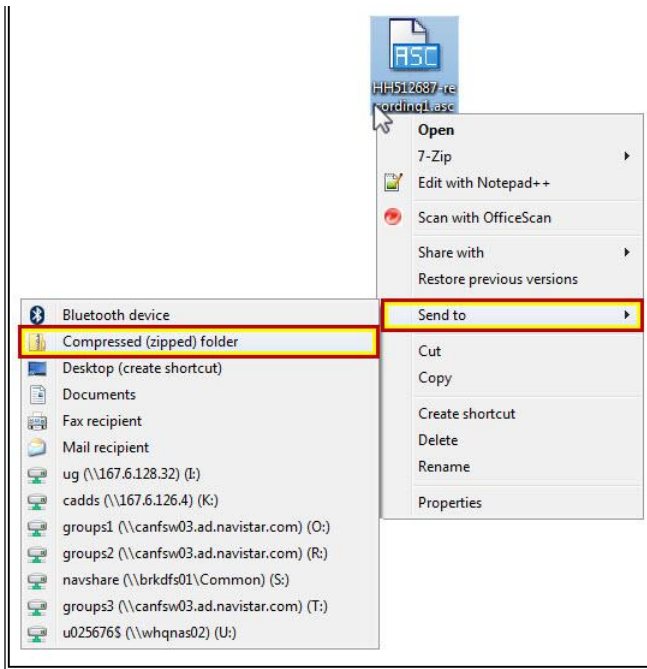 ASC
HH512687-re
cording1.asc
Open
7-Zip
Edit with Notepad++
Scan with OfficeScan
Share with
Restore previous versions
Send to
Cut
Copy
Create shortcut
Delete
Rename
Properties
Bluetooth device
Compressed (zipped) folder
Desktop (create shortcut)
Documents
Fax recipient
Mail recipient
ug (\\167.6.128.32) (I:)
cadds (\\167.6.126.4) (K:)
groups1 (\\canfsw03.ad.navistar.com) (O:)
groups2 (\\canfsw03.ad.navistar.com) (R:)
navshare (\\brkdfs01\Common) (S:)
groups3 (\\canfsw03.ad.navistar.com) (T:)
u025676$ (\\whqnas02) (U:)